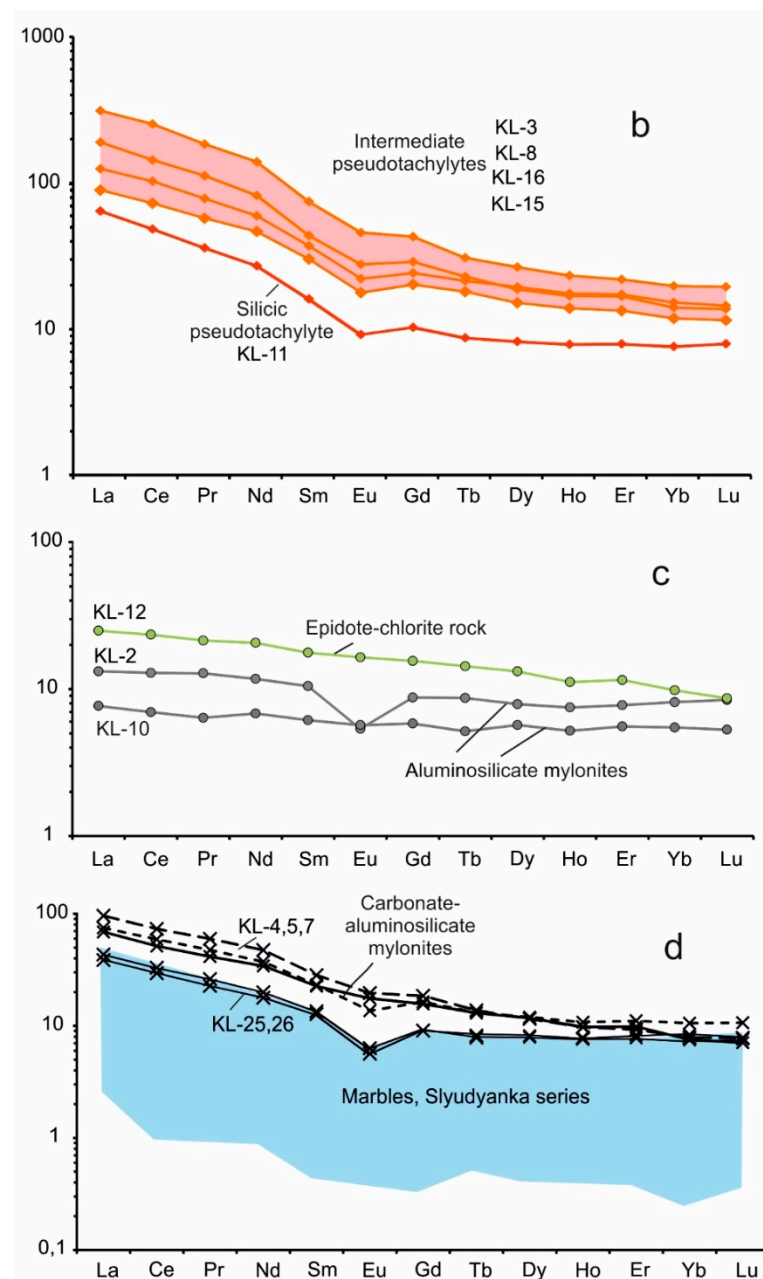 1000
100
10
1
b
Intermediate
pseudotachylytes
KL-3
KL-8
KL-16
KL-15
Silicic
pseudotachylyte
KL-11
La Ce Pr Nd Sm Eu Gd Tb Dy Ho Er Yb Lu
100
10
1
c
KL-12
Epidote-chlorite rock
KL-2
KL-10
Aluminosilicate mylonites
La Ce Pr Nd Sm Eu Gd Tb Dy Ho Er Yb Lu
100
10
1
0,1
d
KL-4,5,7
Carbonate-
aluminosilicate
mylonites
KL-25,26
Marbles, Slyudyanka series
La Ce Pr Nd Sm Eu Gd Tb Dy Ho Er Yb Lu